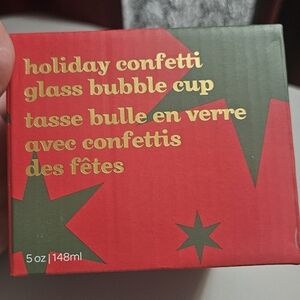 holiday confetti
glass bubble cup
tasse bulle en verre
avec confettis
des fêtes
5 oz | 148ml